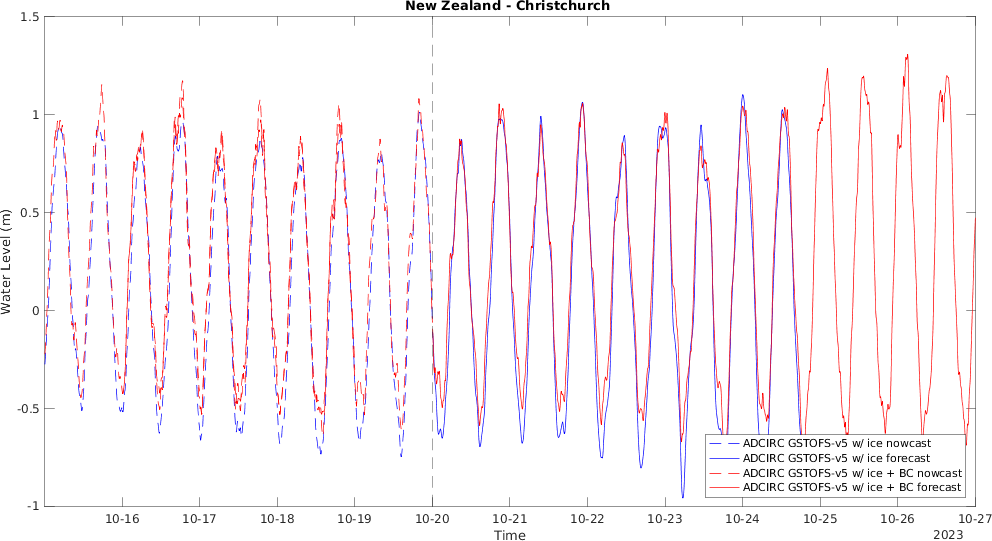 New Zealand - Christchurch
Water Level (m)
1.5
1
0.5
0
-0.5
-1
10-16
10-17
10-18
10-19
10-20
10-21
10-22
10-23
10-24
10-25
10-26
10-27
Time
2023
ADCIRC GSTOFS-v5 w/ ice nowcast
ADCIRC GSTOFS-v5 w/ ice forecast
ADCIRC GSTOFS-v5 w/ ice + BC nowcast
ADCIRC GSTOFS-v5 w/ ice + BC forecast